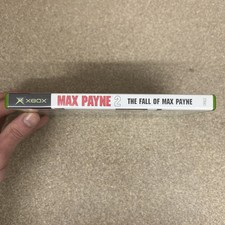 XBOX MAX PAYNE 2 THE FALL OF MAX PAYNE